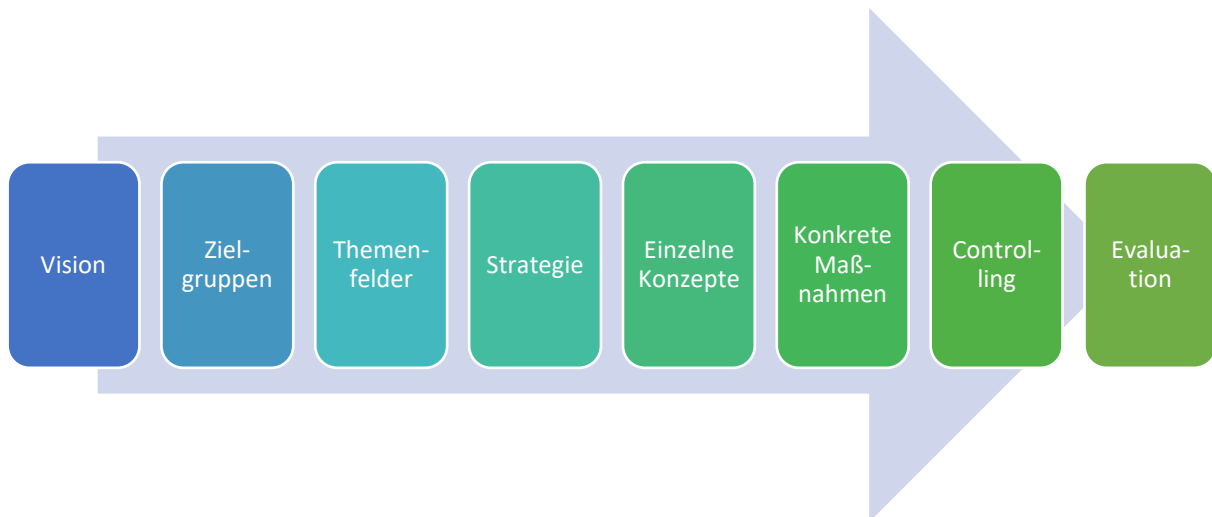 Vision
Ziel-
gruppen
Themen-
felder
Strategie
Einzelne
Konzepte
Konkrete
Maß-
nahmen
Control-
ling
Evalua-
tion